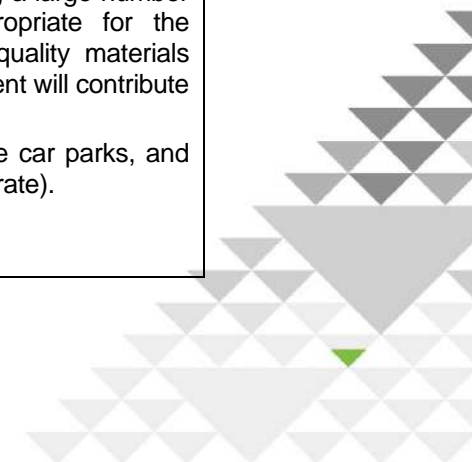 a large number
ropriate for the
quality materials
ent will contribute
e car parks, and
rate).